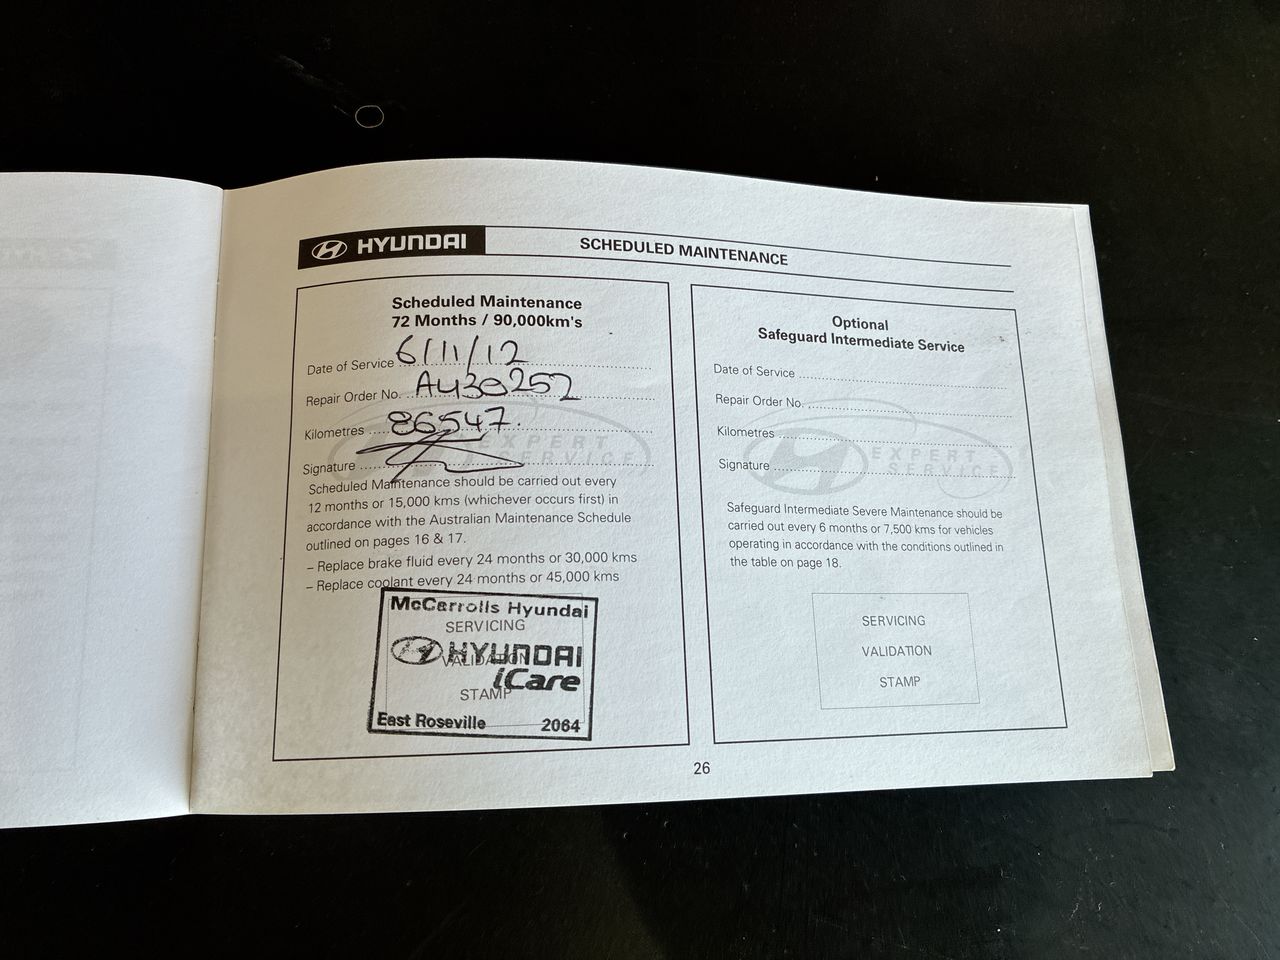 HYUNDAI
SCHEDULED MAINTENANCE
Scheduled Maintenance
72 Months / 90,000km's
Date of Service 6/11/12
Repair Order No. A430252
Kilometres 86547.
Signature
EXPERT
SERVICE
Scheduled Maintenance should be carried out every
12 months or 15,000 kms (whichever occurs first) in
accordance with the Australian Maintenance Schedule
outlined on pages 16 & 17.
– Replace brake fluid every 24 months or 30,000 kms
– Replace coolant every 24 months or 45,000 kms
McCarrolls Hyundai
SERVICING
HYUNDAI
VALIDATION
iCare
STAMP
East Roseville 2064
Optional
Safeguard Intermediate Service
Date of Service
Repair Order No.
Kilometres
Signature
EXPERT
SERVICE
Safeguard Intermediate Severe Maintenance should be
carried out every 6 months or 7,500 kms for vehicles
operating in accordance with the conditions outlined in
the table on page 18.
SERVICING
VALIDATION
STAMP
26